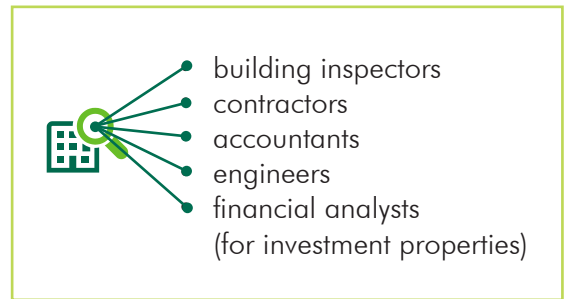 building inspectors
contractors
accountants
engineers
financial analysts
(for investment properties)